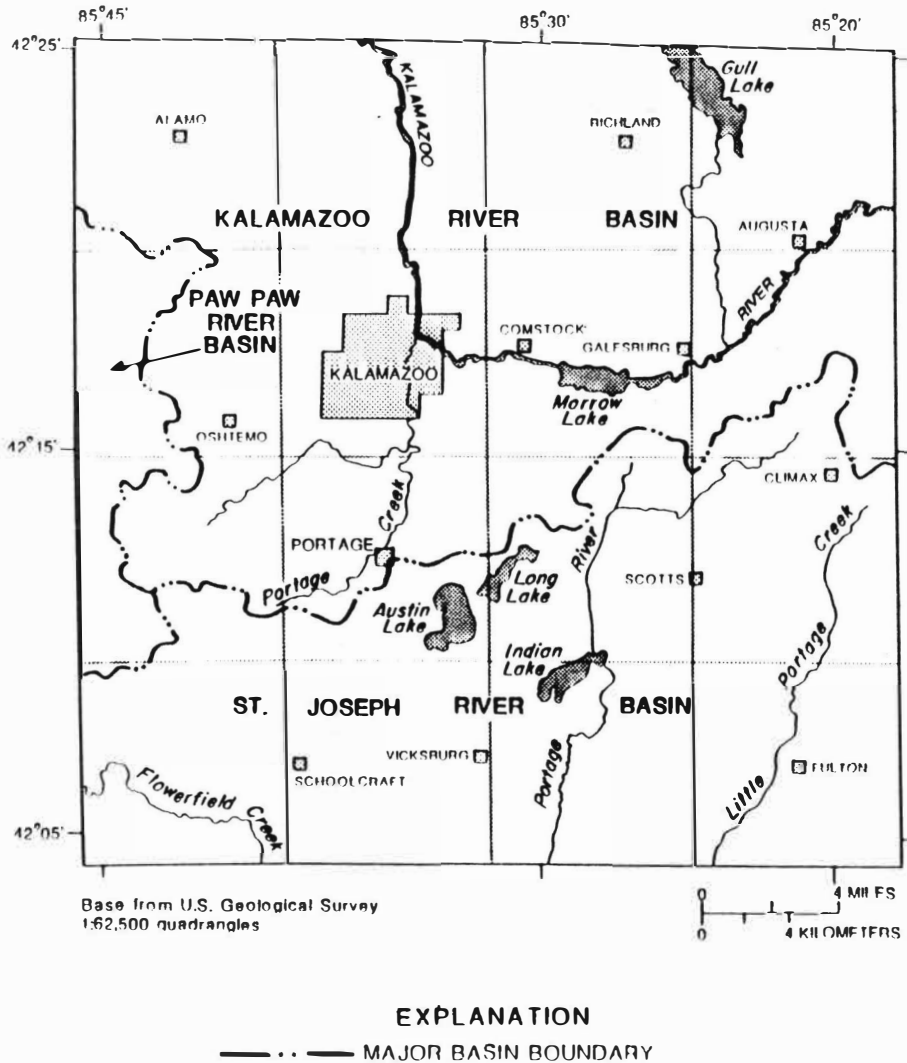 85°45'
85°30'
85°20'
42°25'
KALAMAZOO
Gull
Lake
ALAMO
RICHLAND
KALAMAZOO RIVER BASIN
AUGUSTA
RIVER
PAW PAW
RIVER
BASIN
COMSTOCK
GALESBURG
KALAMAZOO
Morrow
Lake
OSHTEMO
42°15'
CLIMAX
Creek
PORTAGE
Portage
River
Creek
Long
Lake
SCOTTS
Austin
Lake
Indian
Lake
Portage
ST. JOSEPH RIVER BASIN
VICKSBURG
SCHOOLCRAFT
Portage
FULTON
Little
Flowerfield
Creek
42°05'
Base from U.S. Geological Survey
1:62,500 quadrangles
0 4 MILES
0 4 KILOMETERS
EXPLANATION
MAJOR BASIN BOUNDARY